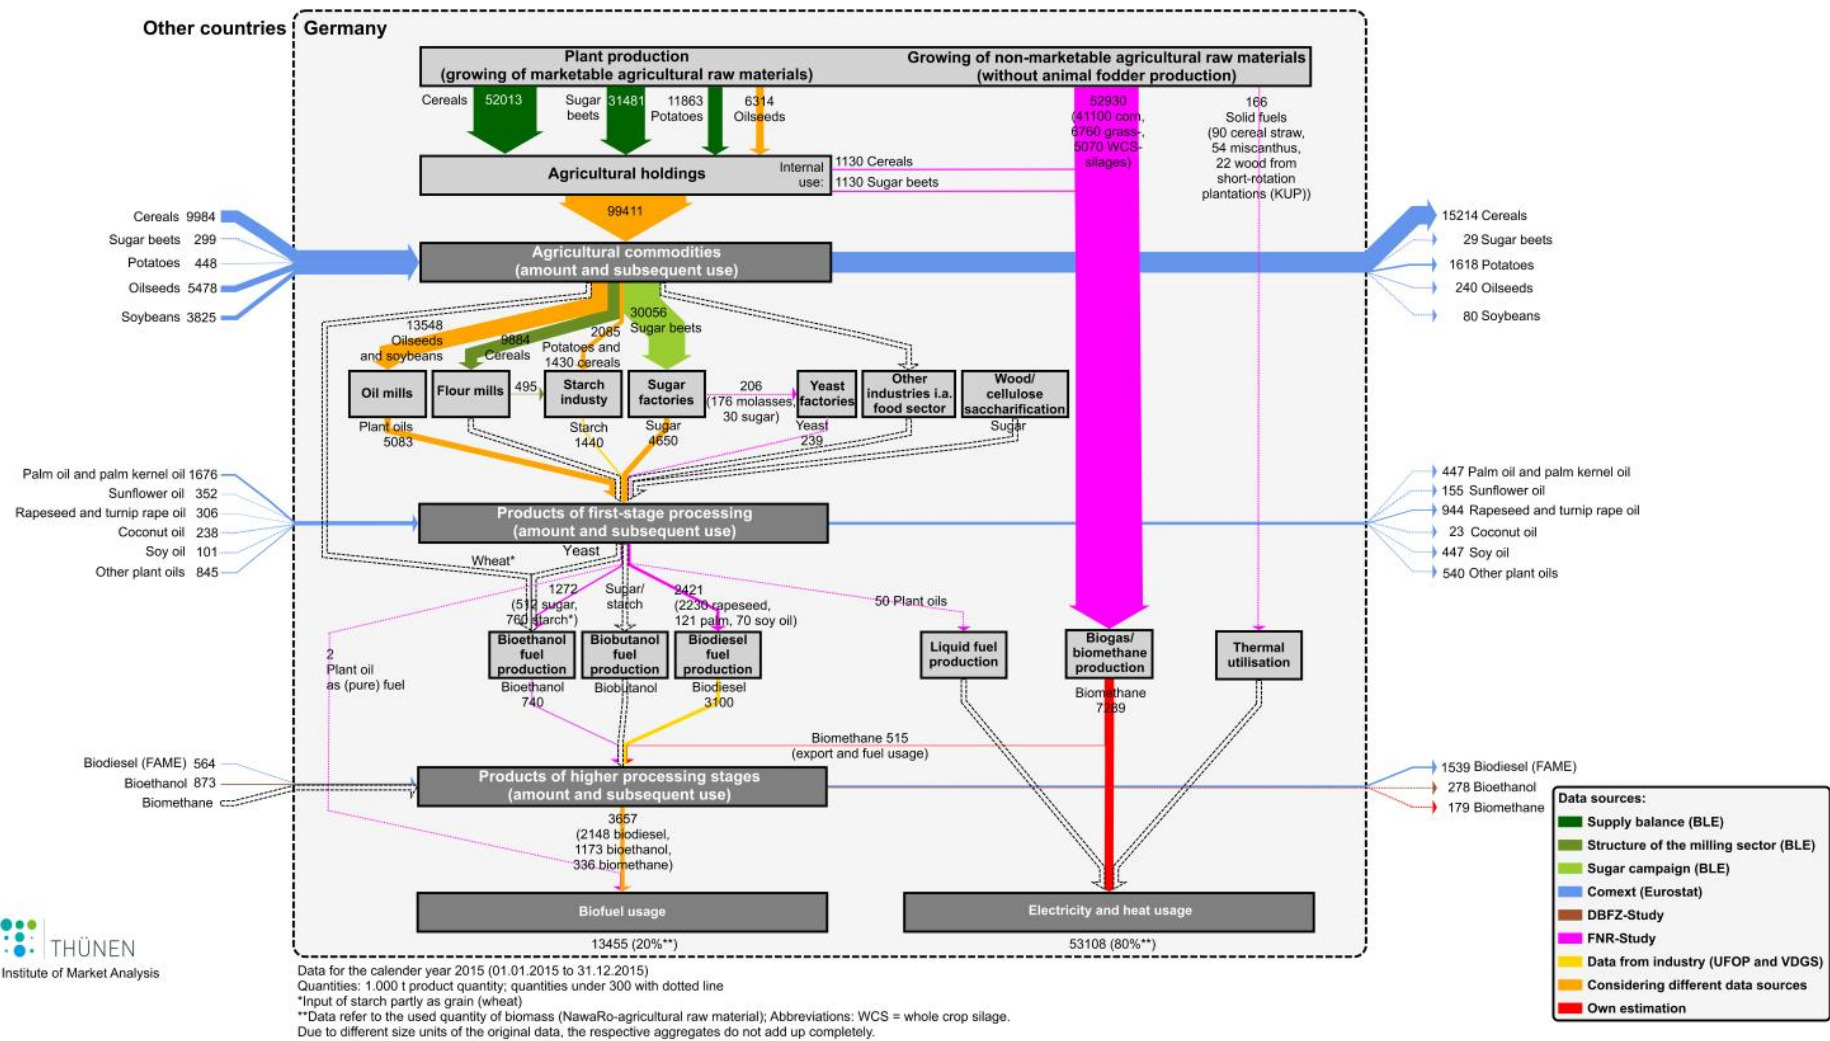 Other countries
Germany
Plant production
(growing of marketable agricultural raw materials)
Growing of non-marketable agricultural raw materials
(without animal fodder production)
Cereals
52013
Sugar
beets
31481
11863
Potatoes
6314
Oilseeds
52930
(41100 corn,
6760 grass-,
5070 WCS-
silages)
166
Solid fuels
(90 cereal straw,
54 miscanthus,
22 wood from
short-rotation
plantations (KUP))
Agricultural holdings
Internal
use:
1130 Cereals
1130 Sugar beets
99411
Cereals 9984
Sugar beets 299
Potatoes 448
Oilseeds 5478
Soybeans 3825
Agricultural commodities
(amount and subsequent use)
15214 Cereals
29 Sugar beets
1618 Potatoes
240 Oilseeds
80 Soybeans
13548
Oilseeds
and soybeans
9884
Cereals
2085
Potatoes and
1430 cereals
30056
Sugar beets
Oil mills
Flour mills
495
Starch
industy
Sugar
factories
206
(176 molasses,
30 sugar)
Yeast
factories
Other
industries i.a.
food sector
Wood/
cellulose
saccharification
Plant oils
5083
Starch
1440
Sugar
4650
Yeast
239
Sugar
Palm oil and palm kernel oil 1676
Sunflower oil 352
Rapeseed and turnip rape oil 306
Coconut oil 238
Soy oil 101
Other plant oils 845
Products of first-stage processing
(amount and subsequent use)
447 Palm oil and palm kernel oil
155 Sunflower oil
944 Rapeseed and turnip rape oil
23 Coconut oil
447 Soy oil
540 Other plant oils
Wheat*
Yeast
1272
(512 sugar,
760 starch*)
Sugar/
starch
2421
(2230 rapeseed,
121 palm, 70 soy oil)
50 Plant oils
2
Plant oil
as (pure) fuel
Bioethanol
fuel
production
Biobutanol
fuel
production
Biodiesel
fuel
production
Liquid fuel
production
Biogas/
biomethane
production
Thermal
utilisation
Bioethanol
740
Biobutanol
Biodiesel
3100
Biomethane
7289
Biomethane 515
(export and fuel usage)
Biodiesel (FAME) 564
Bioethanol 873
Biomethane
Products of higher processing stages
(amount and subsequent use)
1539 Biodiesel (FAME)
278 Bioethanol
179 Biomethane
3657
(2148 biodiesel,
1173 bioethanol,
336 biomethane)
Biofuel usage
Electricity and heat usage
13455 (20%**)
53108 (80%**)
Data sources:
Supply balance (BLE)
Structure of the milling sector (BLE)
Sugar campaign (BLE)
Comext (Eurostat)
DBFZ-Study
FNR-Study
Data from industry (UFOP and VDGS)
Considering different data sources
Own estimation
THÜNEN
Institute of Market Analysis
Data for the calender year 2015 (01.01.2015 to 31.12.2015)
Quantities: 1.000 t product quantity; quantities under 300 with dotted line
*Input of starch partly as grain (wheat)
**Data refer to the used quantity of biomass (NawaRo-agricultural raw material); Abbreviations: WCS = whole crop silage.
Due to different size units of the original data, the respective aggregates do not add up completely.